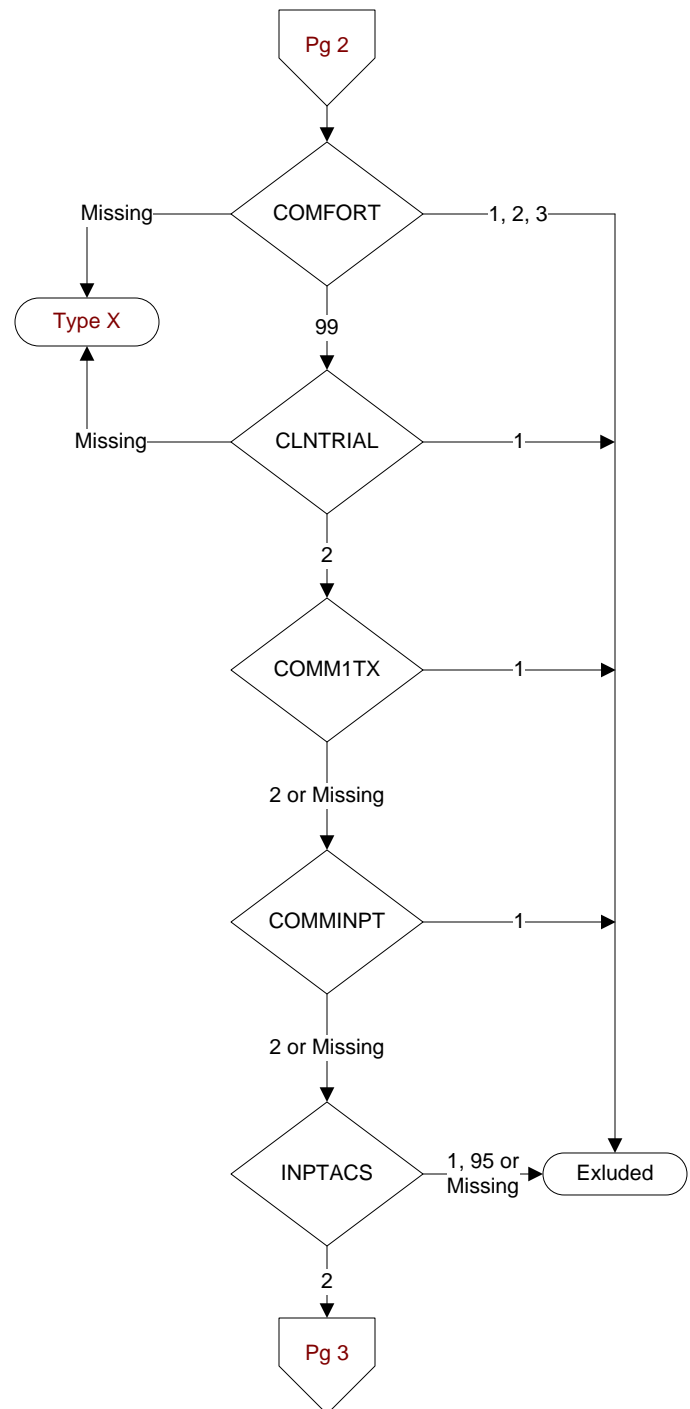 Pg 2
COMFORT
Missing
1, 2, 3
Type X
99
CLNTRIAL
Missing
1
2
COMM1TX
1
2 or Missing
COMMINPT
1
2 or Missing
INPTACS
1, 95 or
Missing
Exluded
2
Pg 3